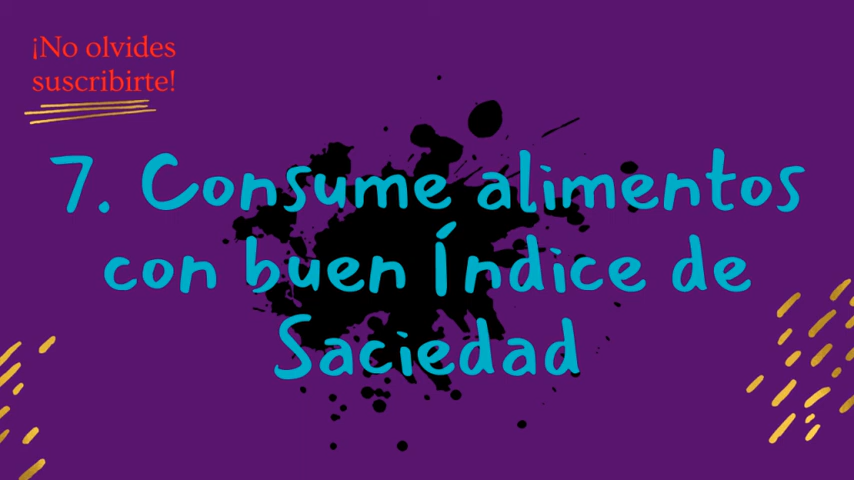 ¡No olvides
suscribirte!
7. Consume alimentos
con buen Índice de
Saciedad